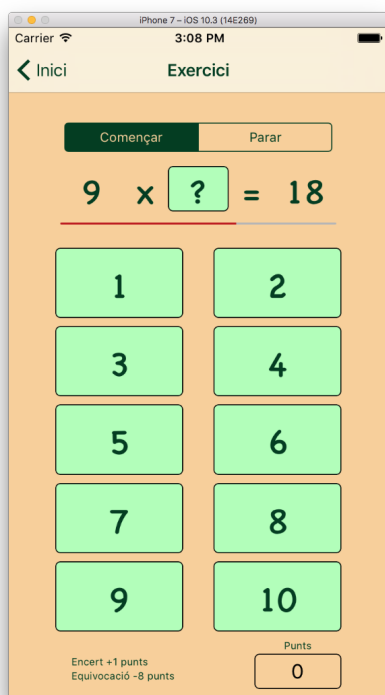 iPhone 7 – iOS 10.3 (14E269)
Carrier 3:08 PM
Inici Exercici
Començar Parar
9 x ? = 18
1 2
3 4
5 6
7 8
9 10
Punts
Encert +1 punts
Equivocació -8 punts
0